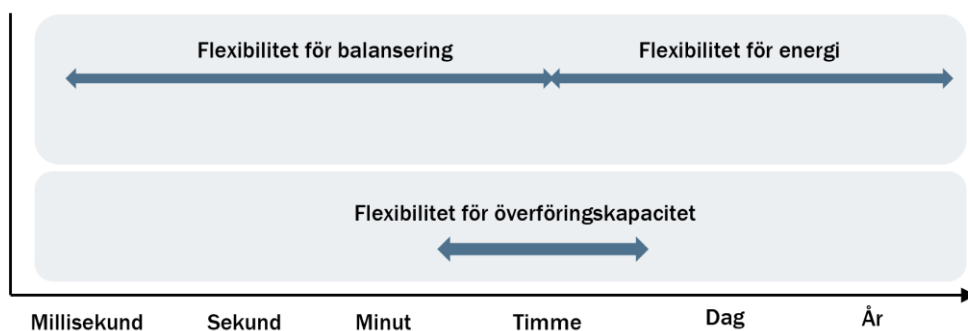 Flexibilitet för balansering
Flexibilitet för energi
Flexibilitet för överföringskapacitet
Millisekund
Sekund
Minut
Timme
Dag
År